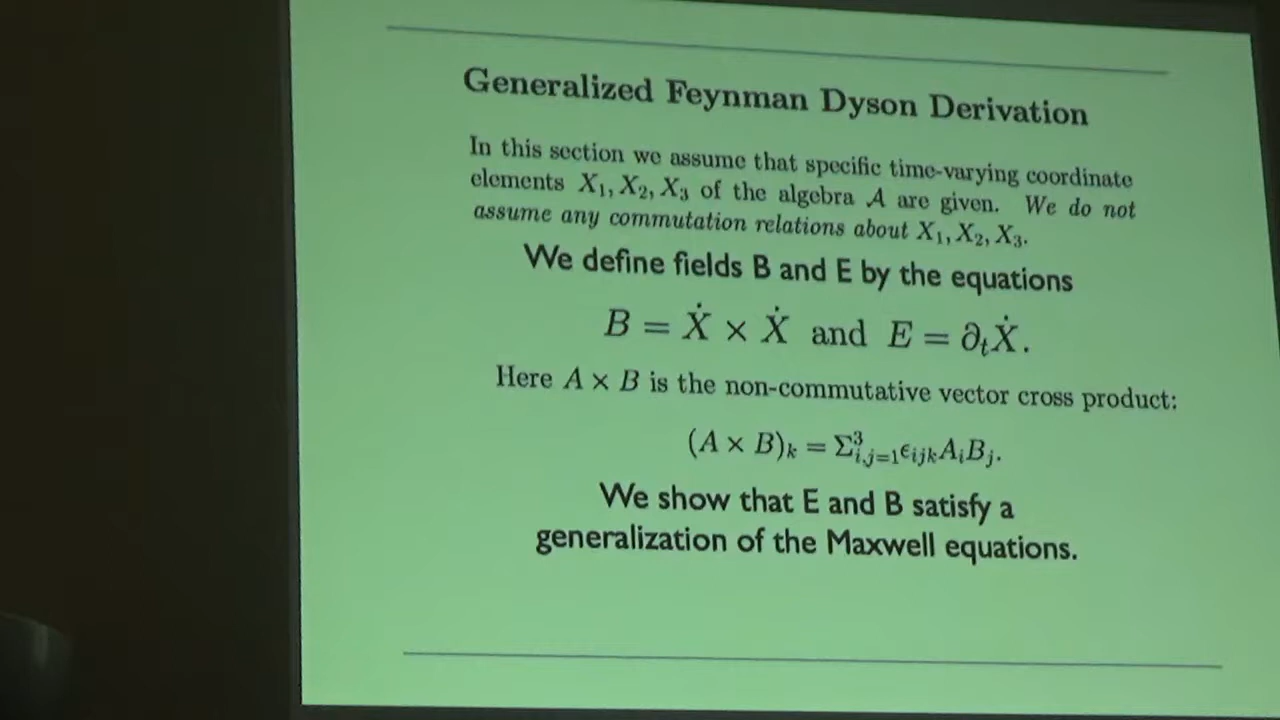 Generalized Feynman Dyson Derivation
In this section we assume that specific time-varying coordinate
elements X₁, X₂, X₃ of the algebra 𝒜 are given. We do not
assume any commutation relations about X₁, X₂, X₃.
We define fields B and E by the equations
B = Ẋ × Ẋ and E = ∂ₜẊ.
Here A × B is the non-commutative vector cross product:
(A × B)ₖ = Σ³ᵢ,ⱼ₌₁ϵᵢⱼₖAᵢBⱼ.
We show that E and B satisfy a
generalization of the Maxwell equations.